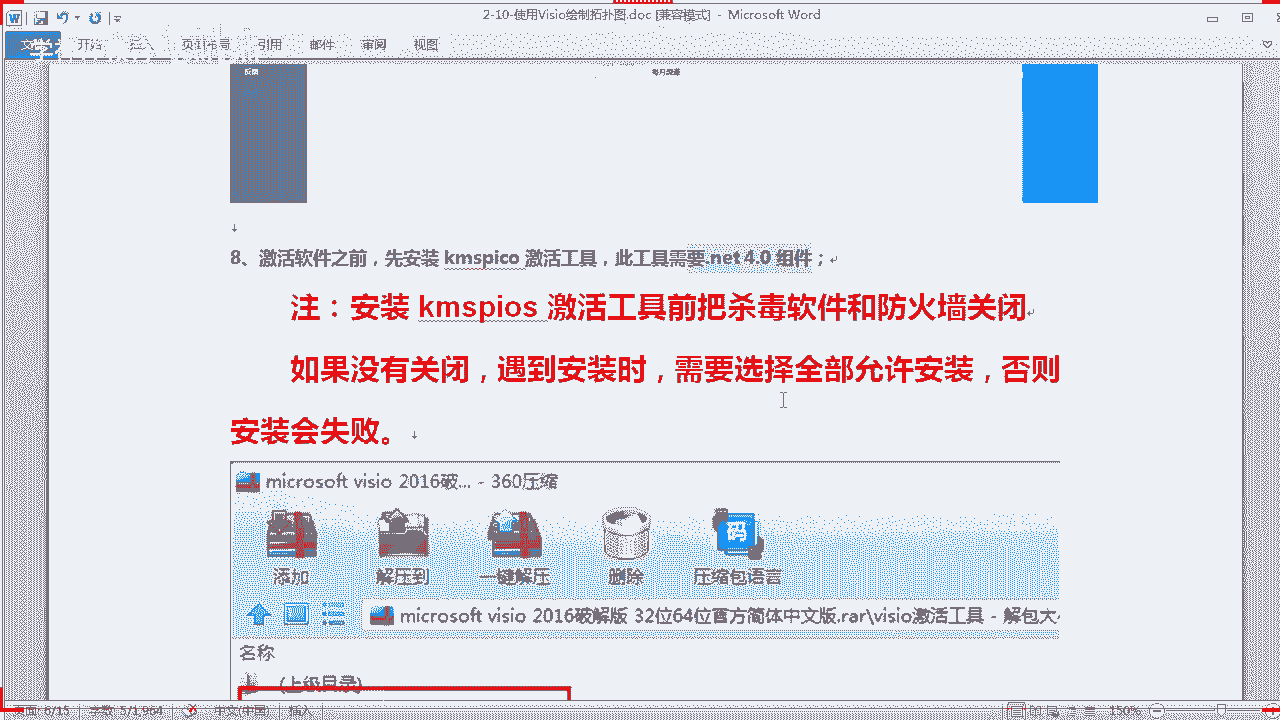 2-10-使用Visio绘制拓扑图.doc [兼容模式] - Microsoft Word
开始 引用 邮件 审阅 视图
反馈
8、激活软件之前，先安装 kmspico 激活工具，此工具需要.net 4.0 组件；
注：安装 kmspios 激活工具前把杀毒软件和防火墙关闭
如果没有关闭，遇到安装时，需要选择全部允许安装，否则
安装会失败。
microsoft visio 2016破... - 360压缩
添加 解压到 一键解压 删除 压缩包语言
码
microsoft visio 2016破解版 32位64位官方简体中文版.rar\visio激活工具 - 解包大
名称
(上级目录)
页面: 6/15 字数: 5/1,964 中文(中国) 插入 150%